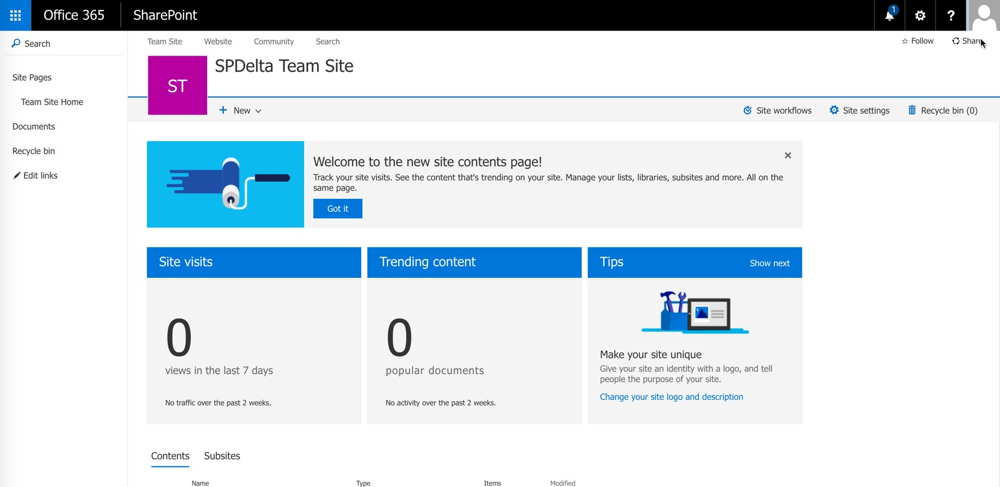 Office 365
SharePoint
1
?
Search
Site Pages
Team Site Home
Documents
Recycle bin
Edit links
Team Site
Website
Community
Search
Follow
Share
ST
SPDelta Team Site
+ New
Site workflows
Site settings
Recycle bin (0)
Welcome to the new site contents page!
Track your site visits. See the content that's trending on your site. Manage your lists, libraries, subsites and more. All on the
same page.
Got it
Site visits
0
views in the last 7 days
No traffic over the past 2 weeks.
Trending content
0
popular documents
No activity over the past 2 weeks.
Tips
Show next
Make your site unique
Give your site an identity with a logo, and tell
people the purpose of your site.
Change your site logo and description
Contents
Subsites
Name
Type
Items
Modified